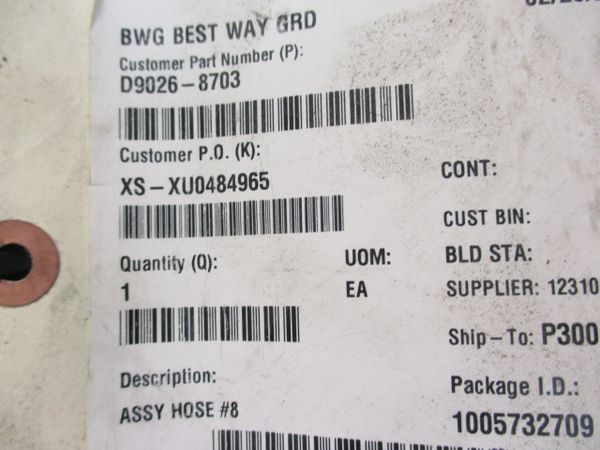 BWG BEST WAY GRD
Customer Part Number (P):
D9026-8703
Customer P.O. (K):
XS-XU0484965
CONT:
CUST BIN:
Quantity (Q):
UOM:
BLD STA:
1
EA
SUPPLIER: 12310
Ship-To: P300
Description:
Package I.D.:
ASSY HOSE #8
1005732709